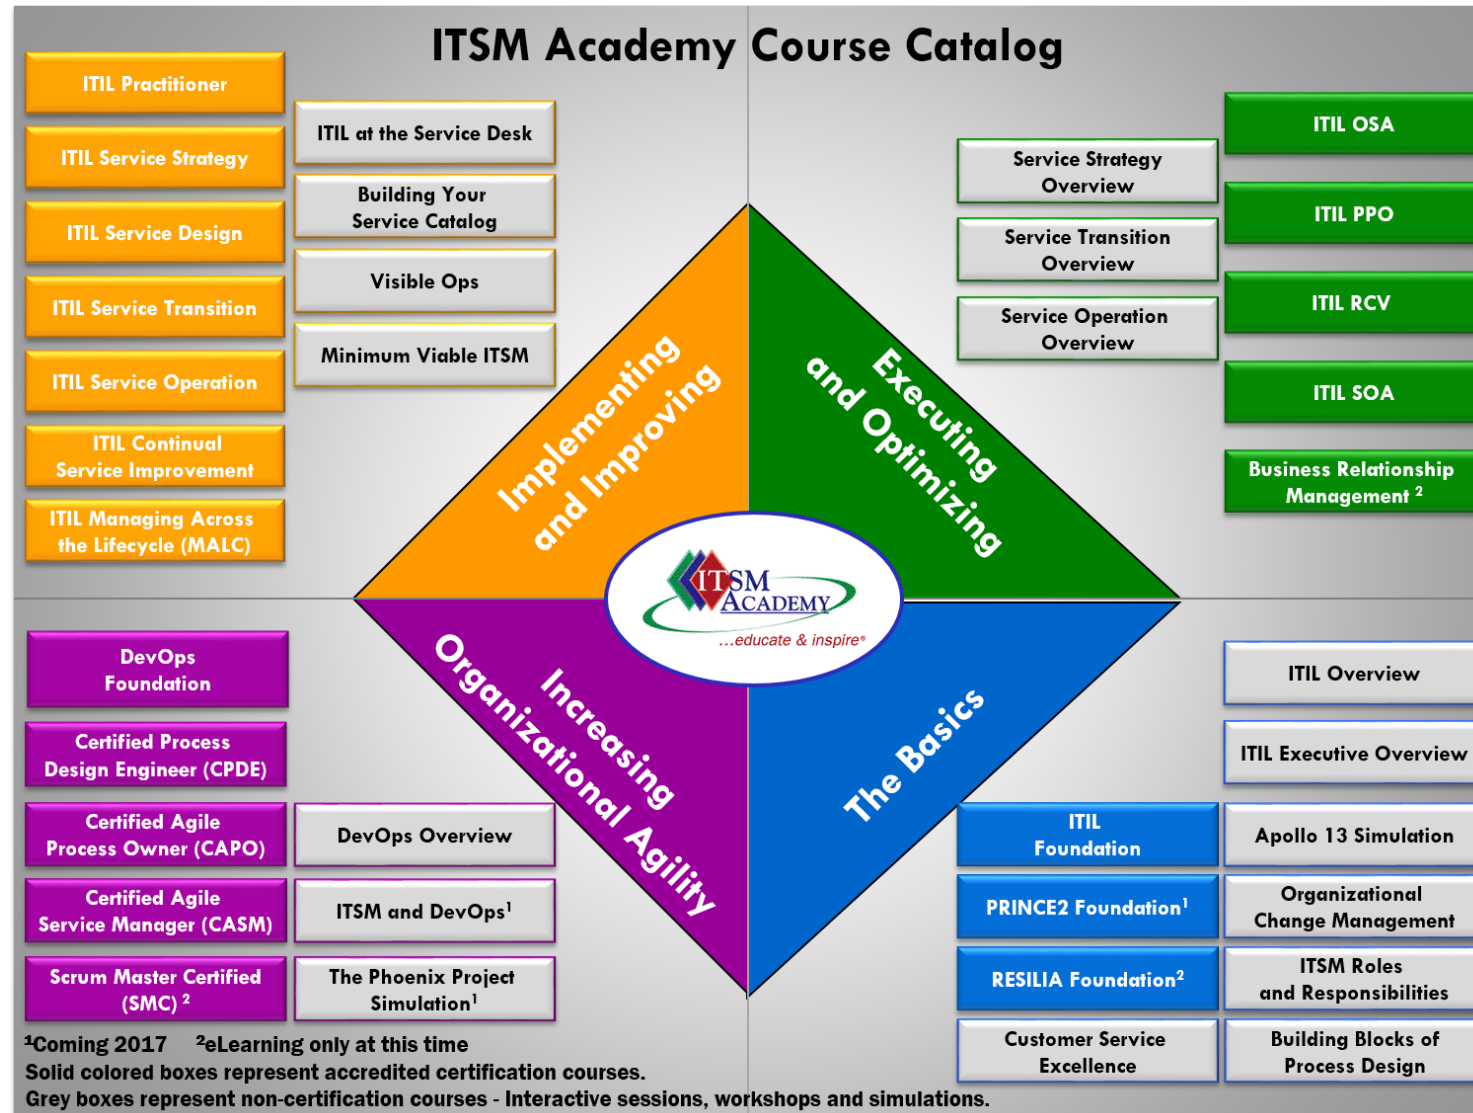 ITSM Academy Course Catalog
ITIL Practitioner
ITIL Service Strategy
ITIL Service Design
ITIL Service Transition
ITIL Service Operation
ITIL Continual
Service Improvement
ITIL Managing Across
the Lifecycle (MALC)
ITIL at the Service Desk
Building Your
Service Catalog
Visible Ops
Minimum Viable ITSM
Implementing
and Improving
Service Strategy
Overview
Service Transition
Overview
Service Operation
Overview
ITIL OSA
ITIL PPO
ITIL RCV
ITIL SOA
Business Relationship
Management ²
Executing
and Optimizing
ITSM
ACADEMY
...educate & inspire®
DevOps
Foundation
Certified Process
Design Engineer (CPDE)
Certified Agile
Process Owner (CAPO)
Certified Agile
Service Manager (CASM)
Scrum Master Certified
(SMC) ²
DevOps Overview
ITSM and DevOps¹
The Phoenix Project
Simulation¹
Increasing
Organizational Agility
The Basics
ITIL
Foundation
PRINCE2 Foundation¹
RESILIA Foundation²
Customer Service
Excellence
ITIL Overview
ITIL Executive Overview
Apollo 13 Simulation
Organizational
Change Management
ITSM Roles
and Responsibilities
Building Blocks of
Process Design
¹Coming 2017 ²eLearning only at this time
Solid colored boxes represent accredited certification courses.
Grey boxes represent non-certification courses - Interactive sessions, workshops and simulations.